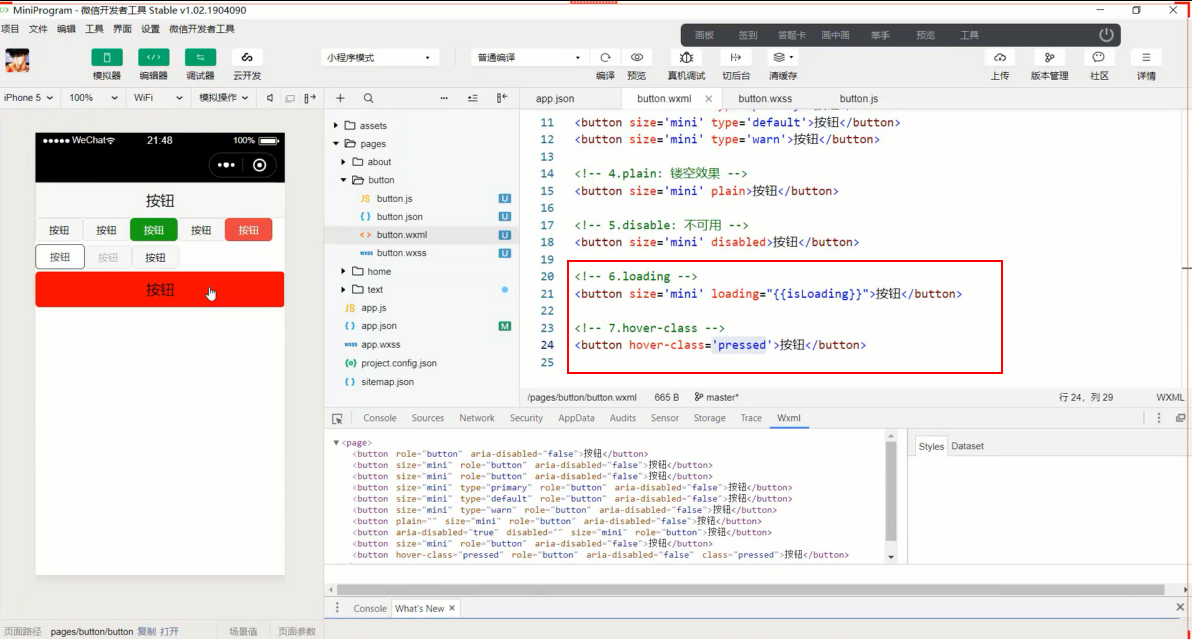 MiniProgram - 微信开发者工具 Stable v1.02.1904090
项目 文件 编辑 工具 界面 设置 微信开发者工具
画板 签到 答题卡 画中画 举手 预览 工具
模拟器 编辑器 调试器 云开发
小程序模式 普通编译
编译 预览 真机调试 切后台 清缓存
上传 版本管理 社区 详情
iPhone 5 100% WiFi 模拟操作
app.json button.wxml button.wxss button.js
WeChat 21:48 100%
按钮
按钮 按钮 按钮 按钮 按钮
按钮 按钮 按钮
按钮
assets
pages
about
button
JS button.js U
{ } button.json U
< > button.wxml U
wxss button.wxss U
home
text
JS app.js
{ } app.json M
wxss app.wxss
{o} project.config.json
{ } sitemap.json
11 <button size='mini' type='default'>按钮</button>
12 <button size='mini' type='warn'>按钮</button>
13
14 <!-- 4.plain: 镂空效果 -->
15 <button size='mini' plain>按钮</button>
16
17 <!-- 5.disable: 不可用 -->
18 <button size='mini' disabled>按钮</button>
19
20 <!-- 6.loading -->
21 <button size='mini' loading="{{isLoading}}">按钮</button>
22
23 <!-- 7.hover-class -->
24 <button hover-class='pressed'>按钮</button>
25
/pages/button/button.wxml 665 B master* 行 24, 列 29 WXML
Console Sources Network Security AppData Audits Sensor Storage Trace Wxml
Styles Dataset
<page>
<button role="button" aria-disabled="false">按钮</button>
<button size="mini" role="button" aria-disabled="false">按钮</button>
<button size="mini" role="button" aria-disabled="false">按钮</button>
<button size="mini" type="primary" role="button" aria-disabled="false">按钮</button>
<button size="mini" type="default" role="button" aria-disabled="false">按钮</button>
<button size="mini" type="warn" role="button" aria-disabled="false">按钮</button>
<button plain="" size="mini" role="button" aria-disabled="false">按钮</button>
<button aria-disabled="true" disabled="" size="mini" role="button">按钮</button>
<button size="mini" role="button" aria-disabled="false">按钮</button>
<button hover-class="pressed" role="button" aria-disabled="false" class="pressed">按钮</button>
Console What's New
页面路径 pages/button/button 复制 打开 场景值 页面参数